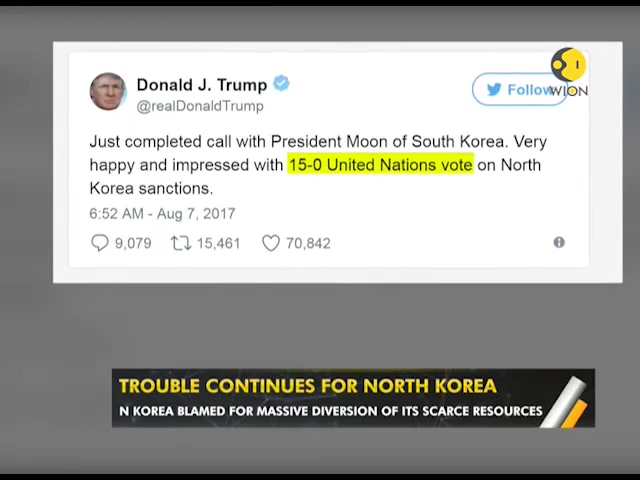 Donald J. Trump
@realDonaldTrump
Follow
WION
Just completed call with President Moon of South Korea. Very
happy and impressed with 15-0 United Nations vote on North
Korea sanctions.
6:52 AM - Aug 7, 2017
9,079 15,461 70,842
TROUBLE CONTINUES FOR NORTH KOREA
N KOREA BLAMED FOR MASSIVE DIVERSION OF ITS SCARCE RESOURCES